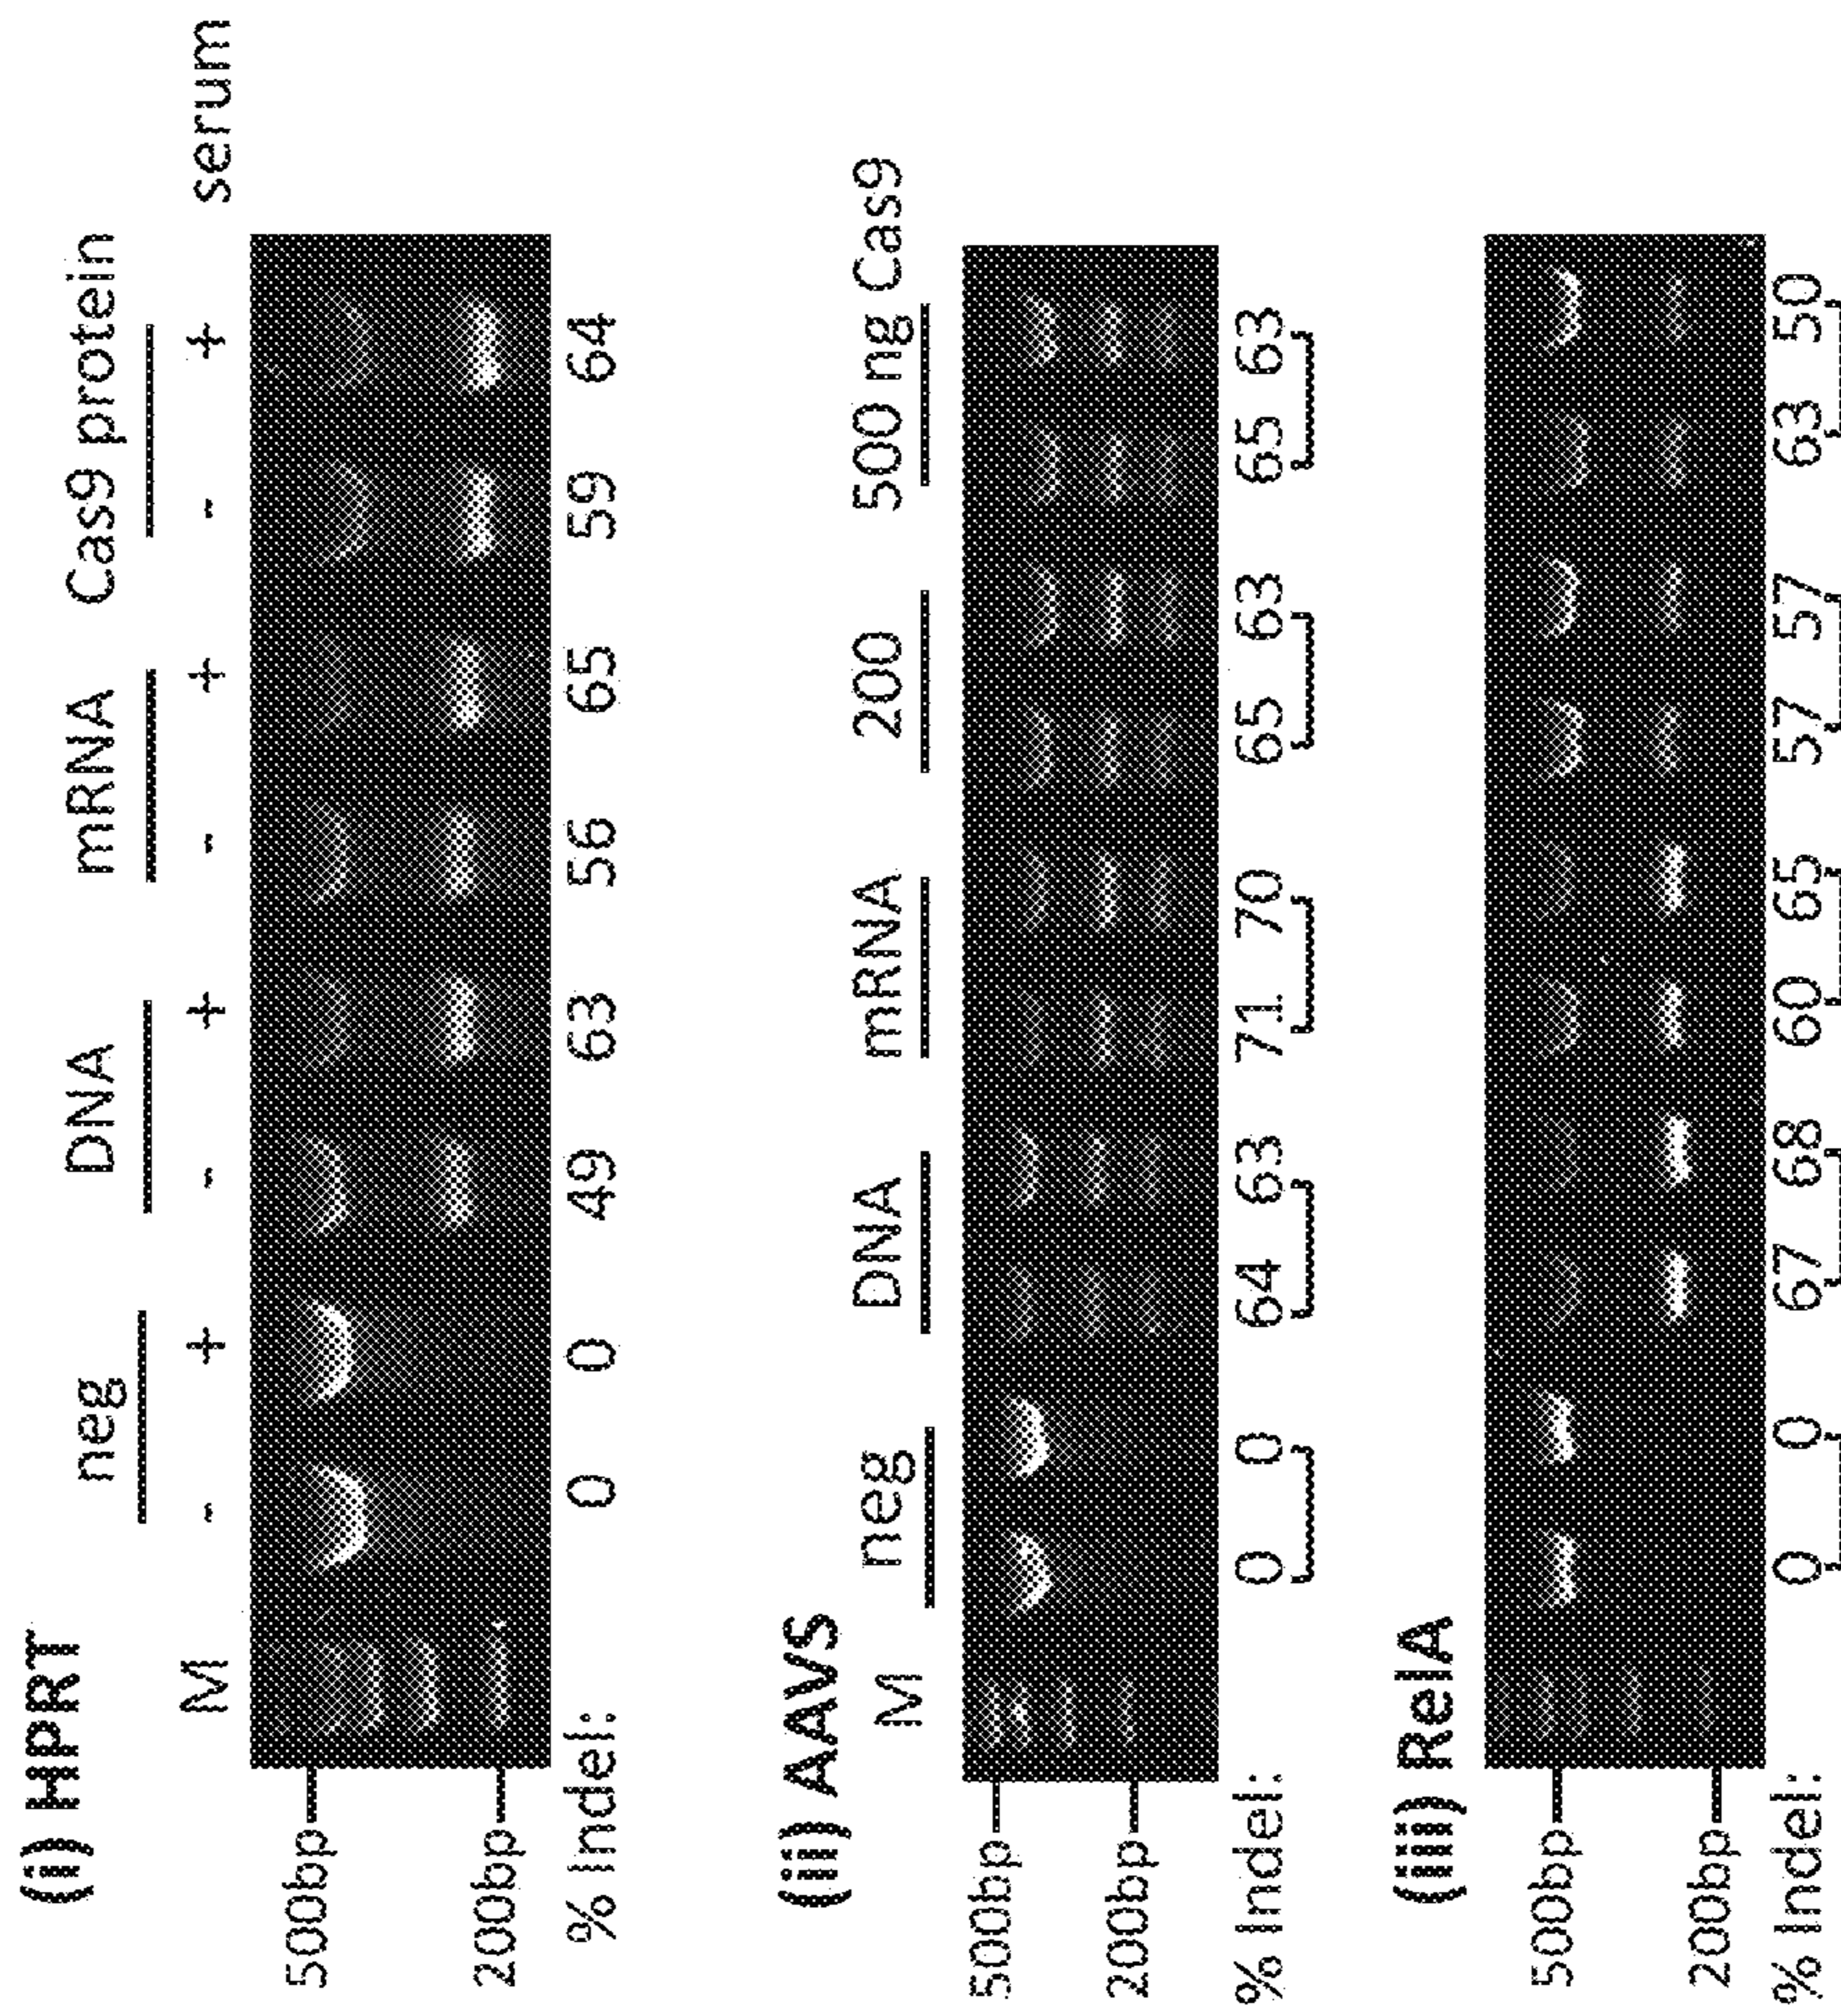 (i) HPRT
neg DNA mRNA Cas9 protein
M - + - + - + - + serum
500bp
200bp
% Indel: 0 0 49 63 56 65 59 64
(ii) AAVS
M neg DNA mRNA 200 500 ng Cas9
500bp
200bp
% Indel: 0 0 64 63 71 70 65 63 65 63
(iii) RelA
500bp
200bp
% Indel: 0 0 67 68 60 65 57 57 63 50